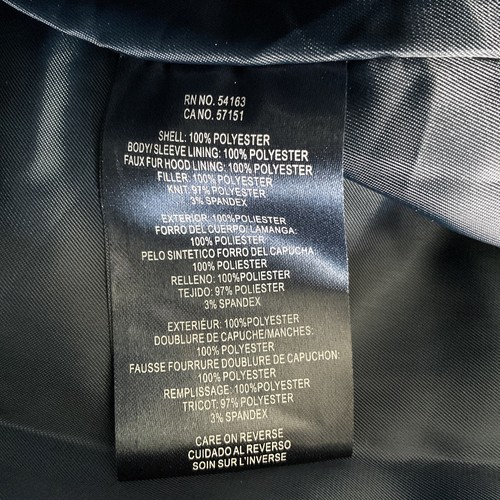 RN NO. 54163
CA NO. 57151
SHELL: 100% POLYESTER
BODY/SLEEVE LINING: 100% POLYESTER
FAUX FUR HOOD LINING: 100% POLYESTER
FILLER: 100% POLYESTER
KNIT: 97% POLYESTER
3% SPANDEX
EXTERIOR: 100%POLIESTER
FORRO DEL CUERPO/ LAMANGA:
100% POLIESTER
PELO SINTETICO FORRO DEL CAPUCHA:
100% POLIESTER
RELLENO: 100%POLIESTER
TEJIDO: 97% POLIESTER
3% SPANDEX
EXTERIEUR: 100%POLYESTER
DOUBLURE DE CAPUCHE/MANCHES:
100% POLYESTER
FAUSSE FOURRURE DOUBLURE DE CAPUCHON:
100% POLYESTER
REMPLISSAGE: 100%POLYESTER
TRICOT: 97% POLYESTER
3% SPANDEX
CARE ON REVERSE
CUIDADO AL REVERSO
SOIN SUR L'INVERSE